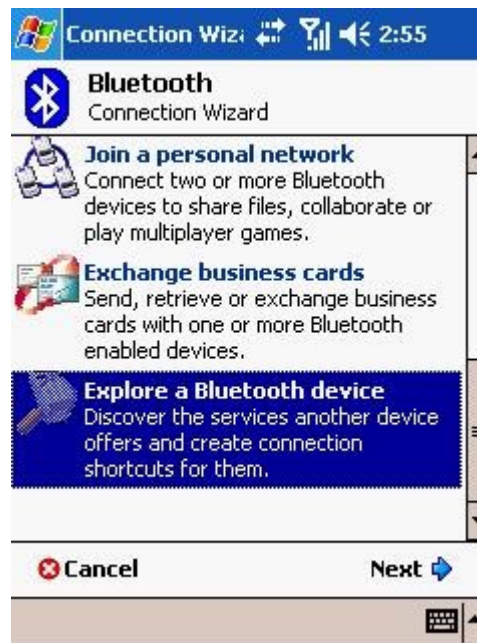 Connection Wiz 2:55
Bluetooth
Connection Wizard
Join a personal network
Connect two or more Bluetooth
devices to share files, collaborate or
play multiplayer games.
Exchange business cards
Send, retrieve or exchange business
cards with one or more Bluetooth
enabled devices.
Explore a Bluetooth device
Discover the services another device
offers and create connection
shortcuts for them.
Cancel Next